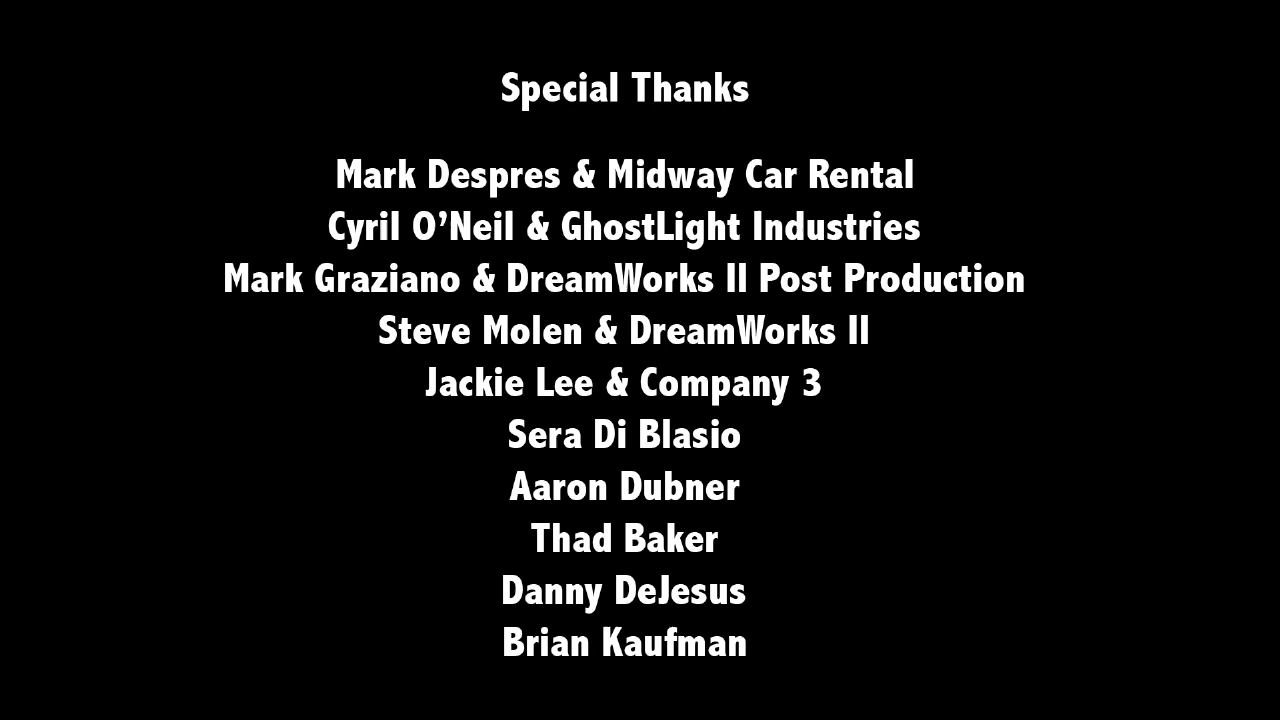 Special Thanks
Mark Despres & Midway Car Rental
Cyril O’Neil & GhostLight Industries
Mark Graziano & DreamWorks II Post Production
Steve Molen & DreamWorks II
Jackie Lee & Company 3
Sera Di Blasio
Aaron Dubner
Thad Baker
Danny DeJesus
Brian Kaufman